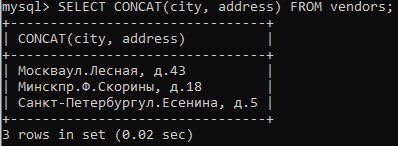 mysql> SELECT CONCAT(city, address) FROM vendors;
+-------------------------------+
| CONCAT(city, address)         |
+-------------------------------+
| Москваул.Лесная, д.43         |
| Минскпр.Ф.Скорины, д.18       |
| Санкт-Петербургул.Есенина, д.5 |
+-------------------------------+
3 rows in set (0.02 sec)